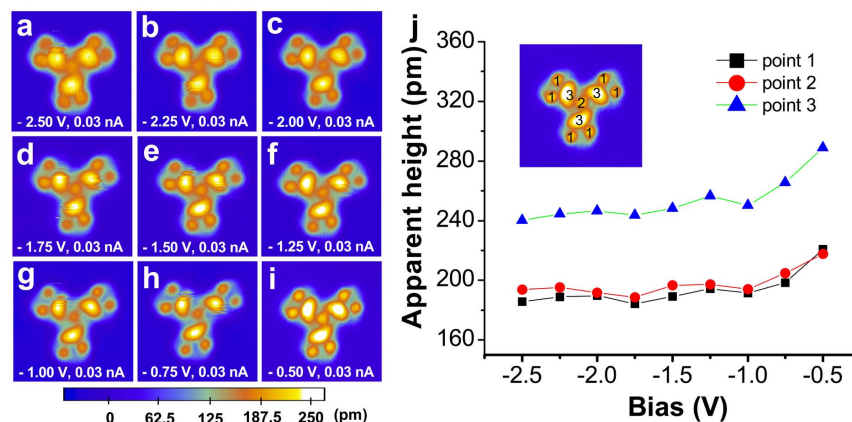 a
b
c
- 2.50 V, 0.03 nA
- 2.25 V, 0.03 nA
- 2.00 V, 0.03 nA
d
e
f
- 1.75 V, 0.03 nA
- 1.50 V, 0.03 nA
- 1.25 V, 0.03 nA
g
h
i
- 1.00 V, 0.03 nA
- 0.75 V, 0.03 nA
- 0.50 V, 0.03 nA
0 62.5 125 187.5 250 (pm)
j
Apparent height (pm)
360
320
280
240
200
160
1 1
1 3 3 1
2
3
1 1
point 1
point 2
point 3
-2.5 -2.0 -1.5 -1.0 -0.5
Bias (V)